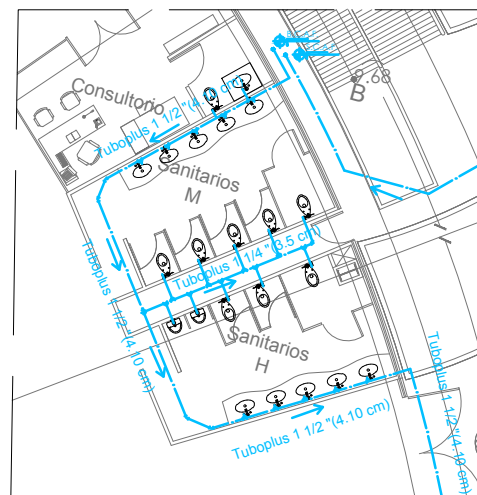 Consultorio
9.68
B
Tuboplus 1 1/2 "(4.10 cm)
Sanitarios
M
Tuboplus 1 1/4 "(3.5 cm)
Tuboplus 1 1/2 "(4.10 cm)
Sanitarios
H
Tuboplus 1 1/2 "(4.10 cm)
Tuboplus 1 1/2 "(4.10 cm)